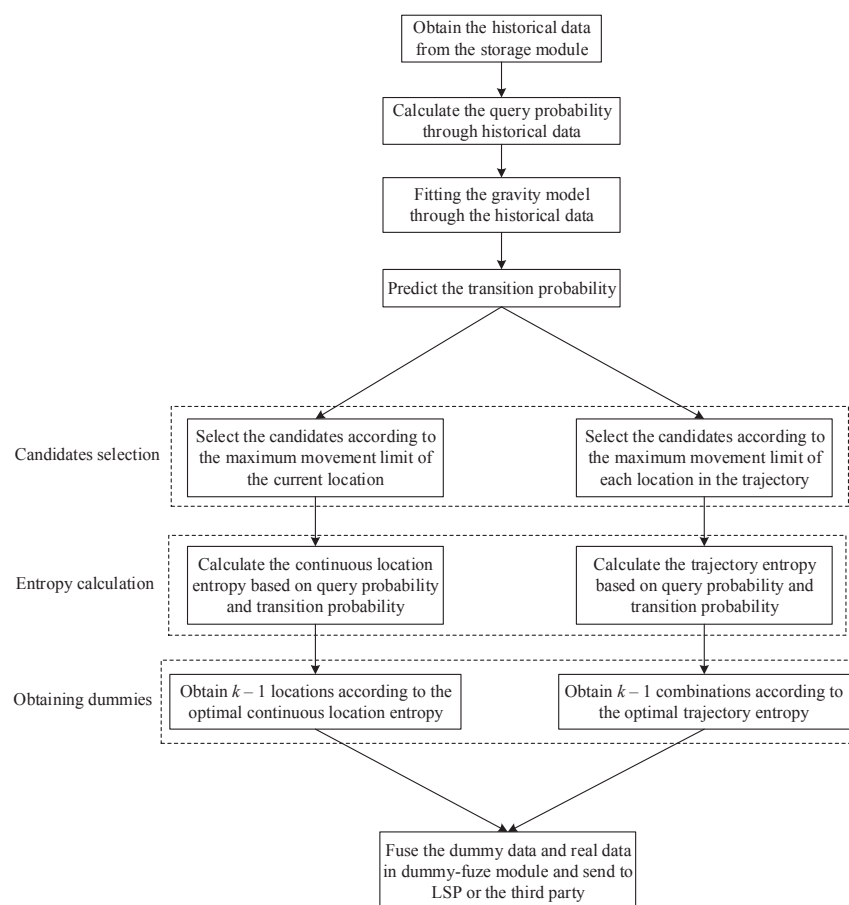 Obtain the historical data
from the storage module
Calculate the query probability
through historical data
Fitting the gravity model
through the historical data
Predict the transition probability
Candidates selection
Select the candidates according to
the maximum movement limit of
the current location
Select the candidates according to
the maximum movement limit of
each location in the trajectory
Entropy calculation
Calculate the continuous location
entropy based on query probability
and transition probability
Calculate the trajectory entropy
based on query probability and
transition probability
Obtaining dummies
Obtain k – 1 locations according to the
optimal continuous location entropy
Obtain k – 1 combinations according to
the optimal trajectory entropy
Fuse the dummy data and real data
in dummy-fuze module and send to
LSP or the third party